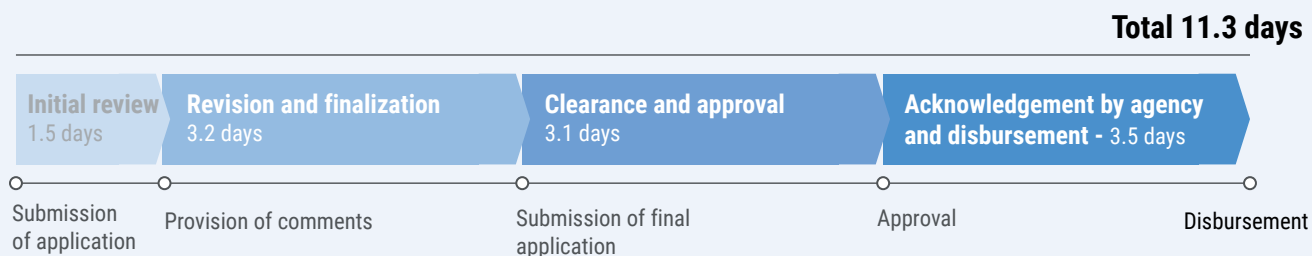 Total 11.3 days
Initial review
1.5 days
Revision and finalization
3.2 days
Clearance and approval
3.1 days
Acknowledgement by agency
and disbursement - 3.5 days
Submission
of application
Provision of comments
Submission of final
application
Approval
Disbursement